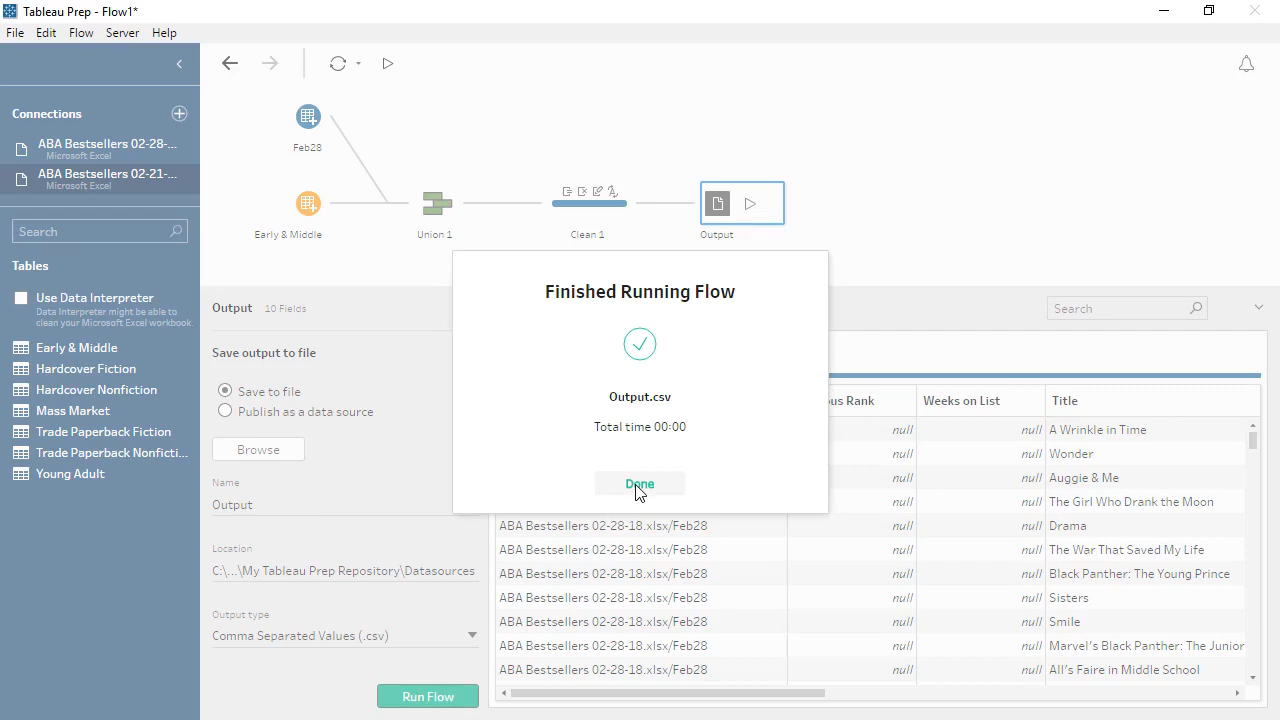 Tableau Prep - Flow1*
File Edit Flow Server Help
Connections
ABA Bestsellers 02-28-...
Microsoft Excel
ABA Bestsellers 02-21-...
Microsoft Excel
Search
Tables
Use Data Interpreter
Data Interpreter might be able to
clean your Microsoft Excel workbook.
Early & Middle
Hardcover Fiction
Hardcover Nonfiction
Mass Market
Trade Paperback Fiction
Trade Paperback Nonficti...
Young Adult
Feb28
Early & Middle
Union 1
Clean 1
Output
Output 10 Fields
Search
Save output to file
Save to file
Publish as a data source
Browse
Name
Output
Location
C:\...\My Tableau Prep Repository\Datasources
Output type
Comma Separated Values (.csv)
Run Flow
Finished Running Flow
Output.csv
Total time 00:00
Done
us Rank Weeks on List Title
null null A Wrinkle in Time
null null Wonder
null null Auggie & Me
null null The Girl Who Drank the Moon
ABA Bestsellers 02-28-18.xlsx/Feb28 null null Drama
ABA Bestsellers 02-28-18.xlsx/Feb28 null null The War That Saved My Life
ABA Bestsellers 02-28-18.xlsx/Feb28 null null Black Panther: The Young Prince
ABA Bestsellers 02-28-18.xlsx/Feb28 null null Sisters
ABA Bestsellers 02-28-18.xlsx/Feb28 null null Smile
ABA Bestsellers 02-28-18.xlsx/Feb28 null null Marvel's Black Panther: The Junior
ABA Bestsellers 02-28-18.xlsx/Feb28 null null All's Faire in Middle School